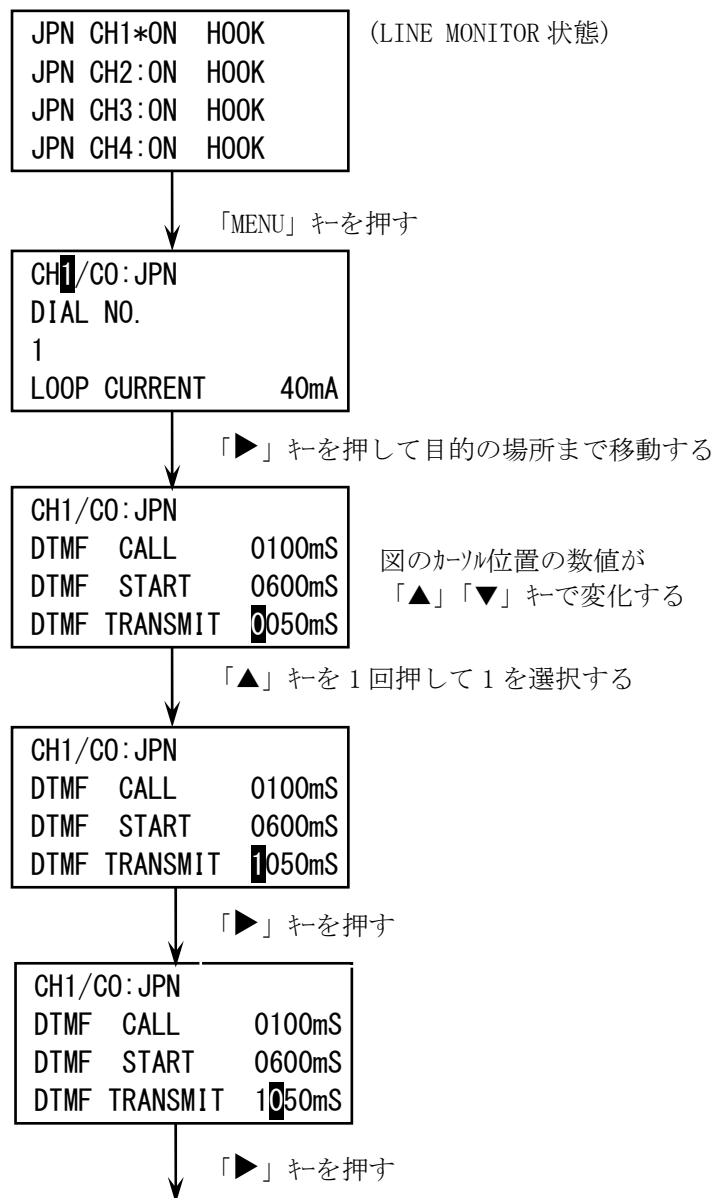 JPN CH1*ON HOOK (LINE MONITOR 状態)
JPN CH2:ON HOOK
JPN CH3:ON HOOK
JPN CH4:ON HOOK
「MENU」ｷｰを押す
CH1/CO:JPN
DIAL NO.
1
LOOP CURRENT 40mA
「▶」ｷｰを押して目的の場所まで移動する
CH1/CO:JPN
DTMF CALL 0100mS
DTMF START 0600mS
DTMF TRANSMIT 0050mS
図のｶｰｿﾙ位置の数値が
「▲」「▼」ｷｰで変化する
「▲」ｷｰを 1 回押して 1 を選択する
CH1/CO:JPN
DTMF CALL 0100mS
DTMF START 0600mS
DTMF TRANSMIT 1050mS
「▶」ｷｰを押す
CH1/CO:JPN
DTMF CALL 0100mS
DTMF START 0600mS
DTMF TRANSMIT 1050mS
「▶」ｷｰを押す